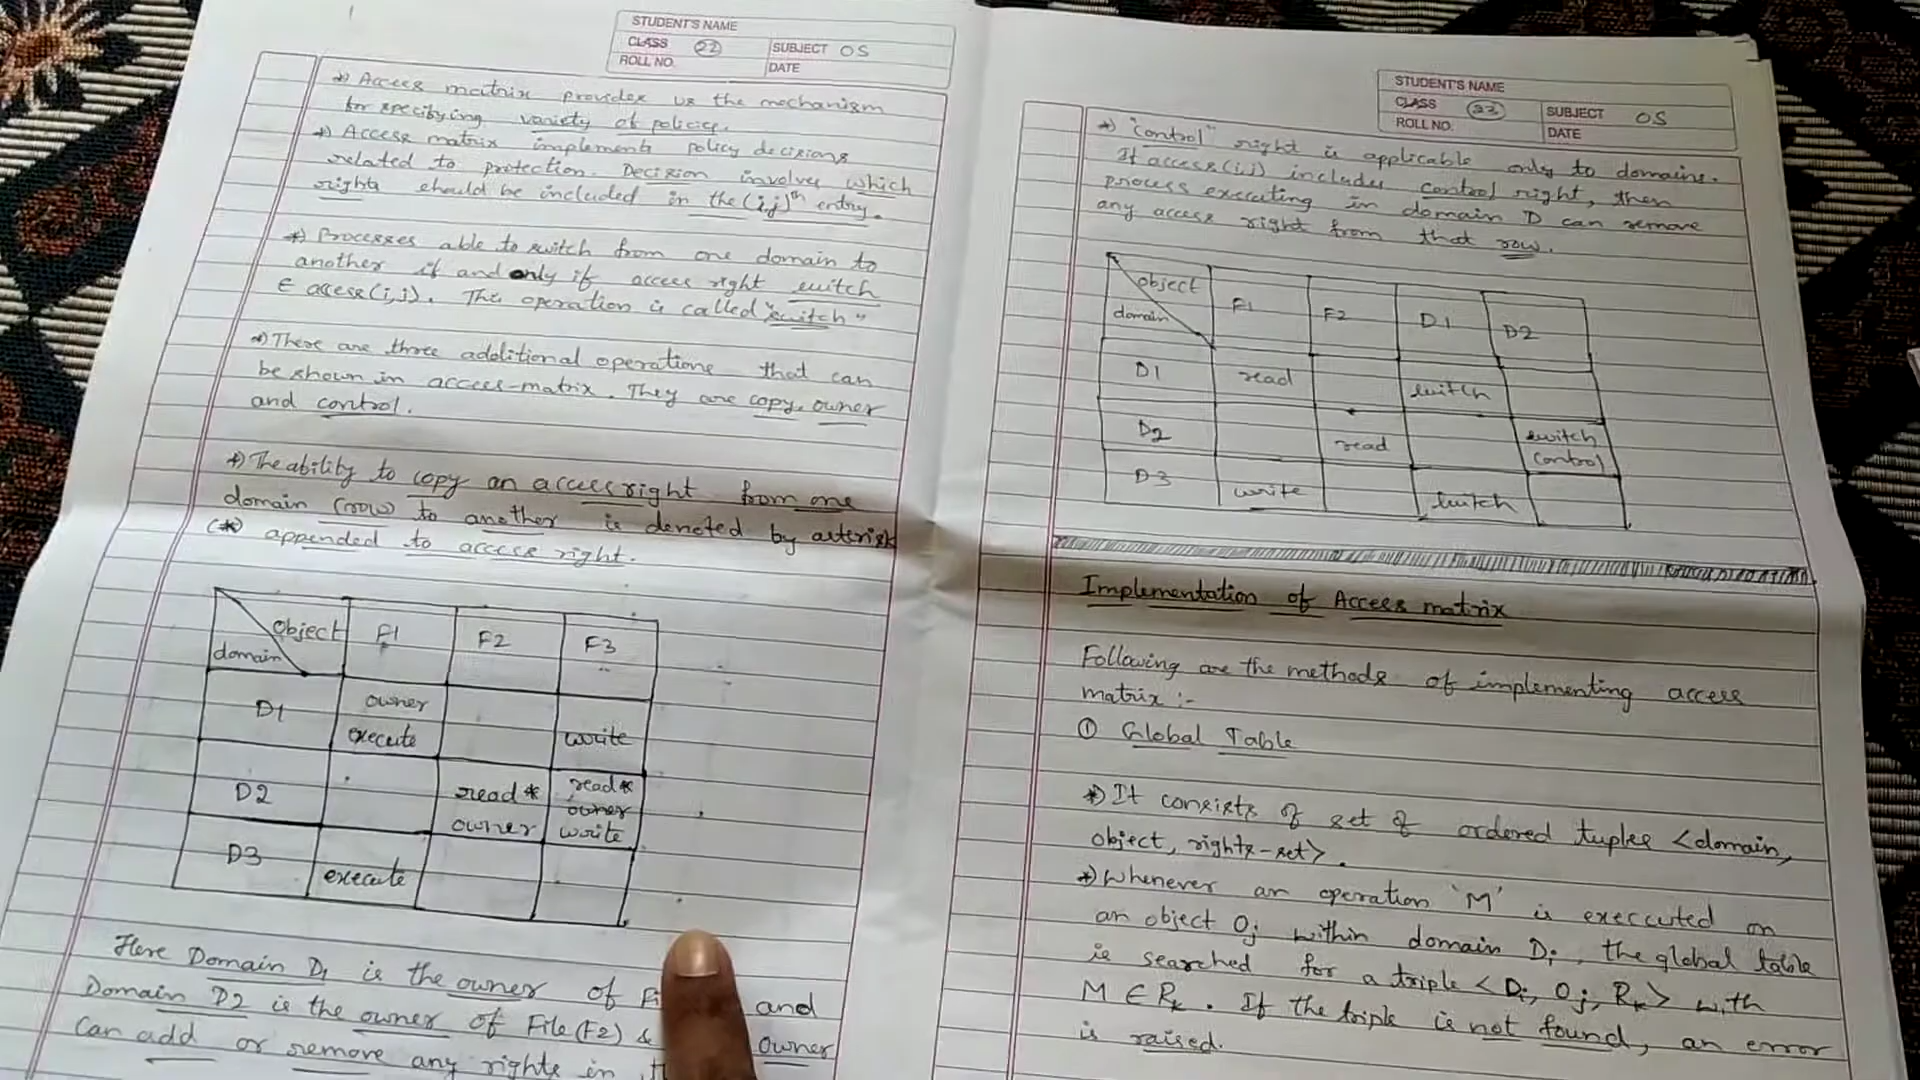 STUDENT'S NAME
CLASS 22 SUBJECT OS
ROLL NO. DATE
*) Access matrix provides us the mechanism
for specifying variety of policies.
*) Access matrix implements policy decisions
related to protection. Decision involves which
rights should be included in the (i,j)th entry.
*) Processes able to switch from one domain to
another if and only if access right switch
∈ access(i,j). This operation is called "switch"
*) There are three additional operations that can
be shown in access-matrix. They are copy, owner
and control.
*) The ability to copy an access right from one
domain (row) to another is denoted by asterisk
(*) appended to access right.
object F1 F2 F3
domain
D1 owner
execute write
D2 read* owner read* owner write
D3 execute
Here Domain D1 is the owner of and
Domain D2 is the owner of File(F2) & owner
can add or remove any rights in
STUDENT'S NAME
CLASS 23 SUBJECT OS
ROLL NO. DATE
*) "control" right is applicable only to domains.
If access(i,j) includes control right, then
process executing in domain D can remove
any access right from that row.
object F1 F2 D1 D2
domain
D1 read switch
D2 read switch control
D3 write switch
Implementation of Access matrix
Following are the methods of implementing access
matrix :-
① Global Table
*) It consists of set of ordered tuples <domain,
object, rights-set>.
*) Whenever an operation 'M' is executed on
an object Oj within domain Di, the global table
is searched for a triple <Di, Oj, Rk> with
M ∈ Rk. If the triple is not found, an error
is raised.